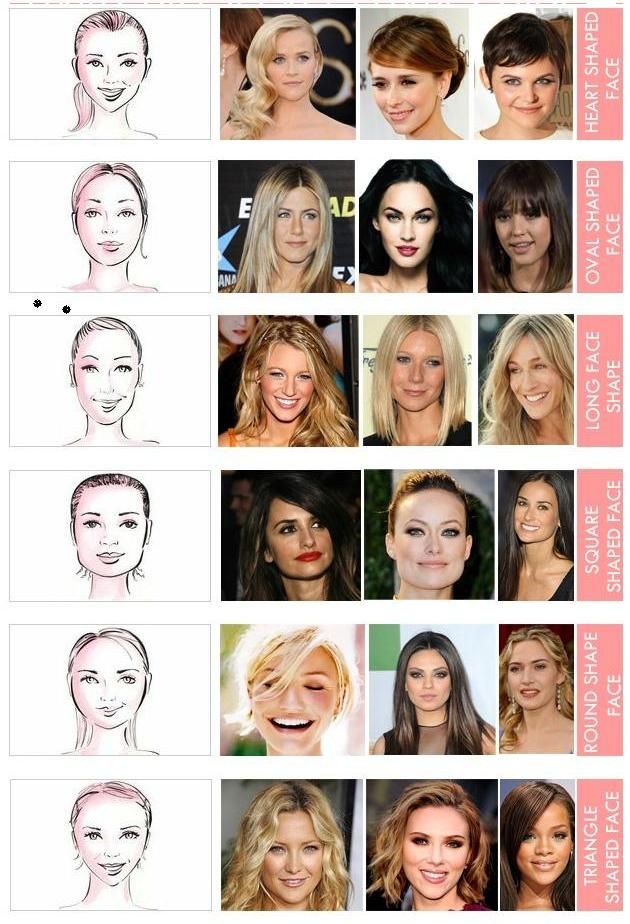 HEART SHAPED
FACE
OVAL SHAPED
FACE
LONG FACE
SHAPE
SQUARE
SHAPED FACE
ROUND SHAPE
FACE
TRIANGLE
SHAPED FACE